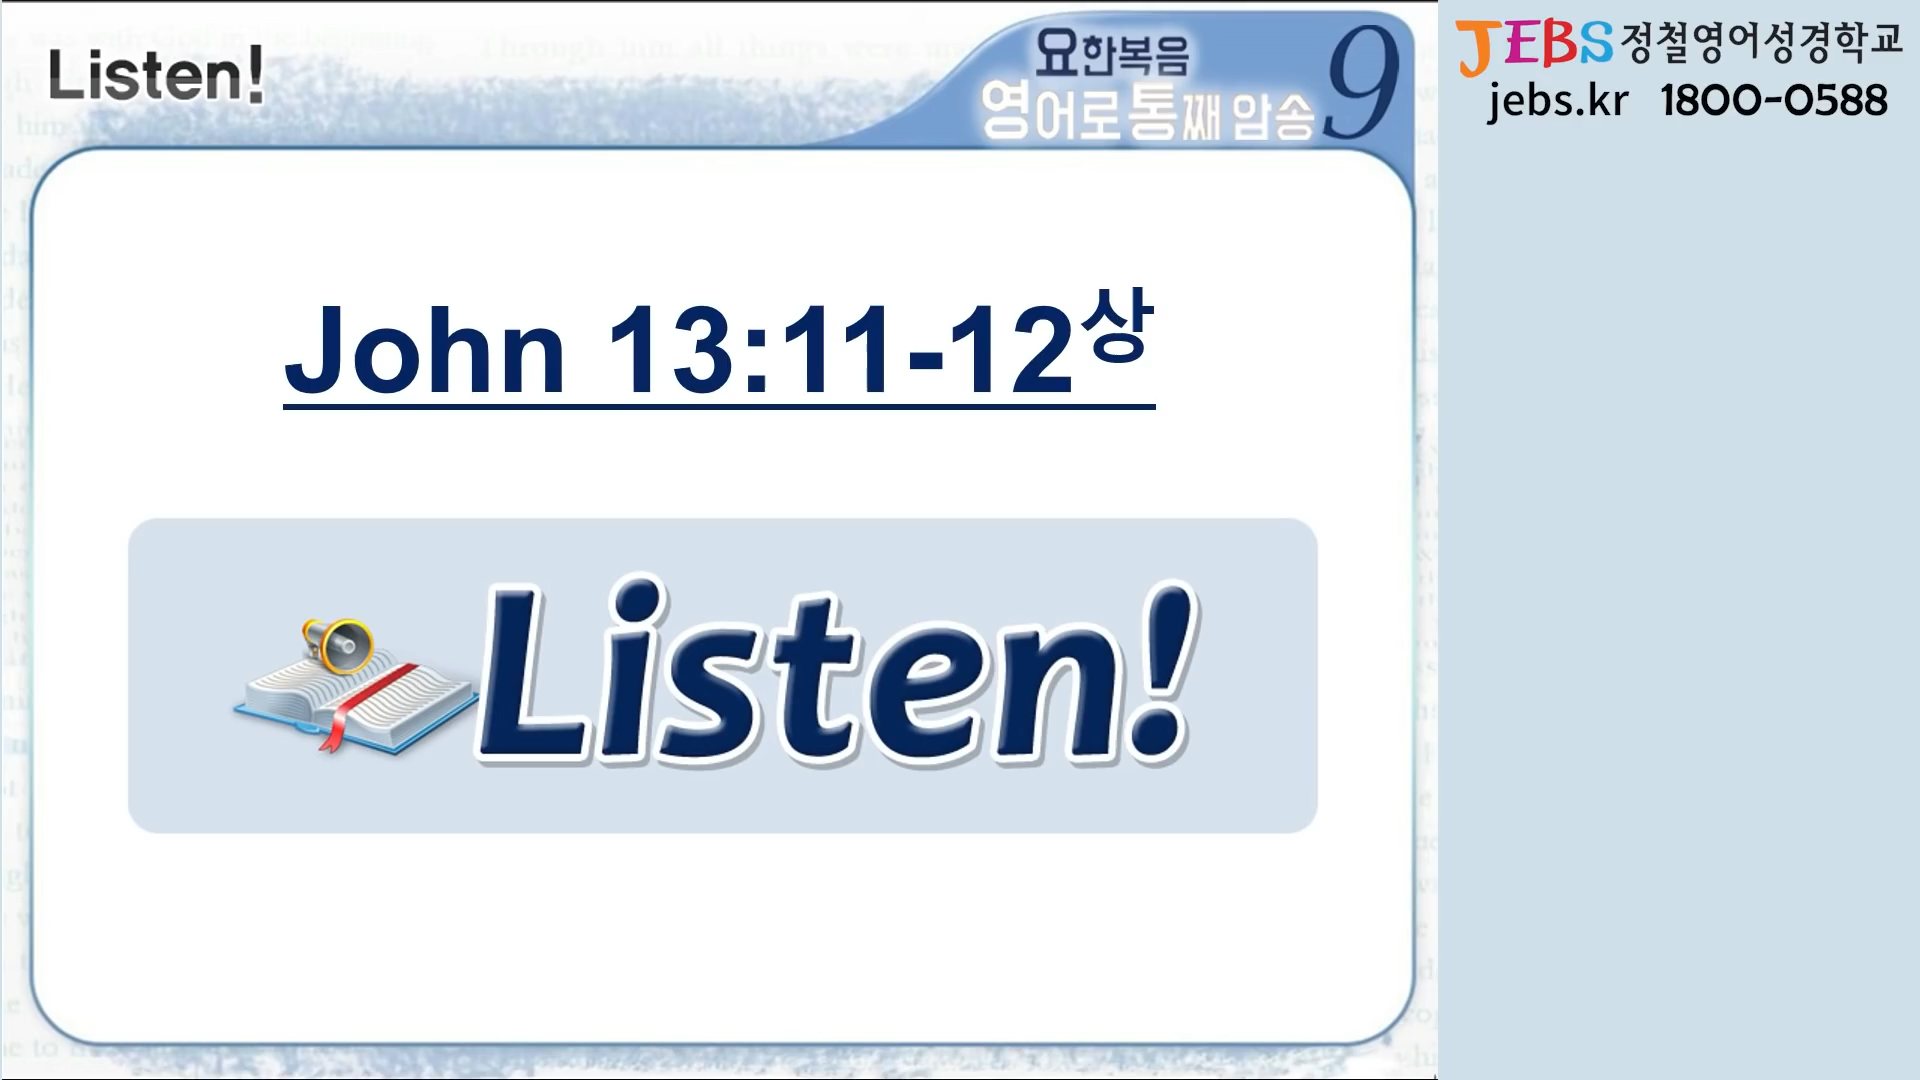 Listen!
요한복음
영어로통째암송 9
JEBS 정철영어성경학교
jebs.kr 1800-0588
John 13:11-12상
Listen!